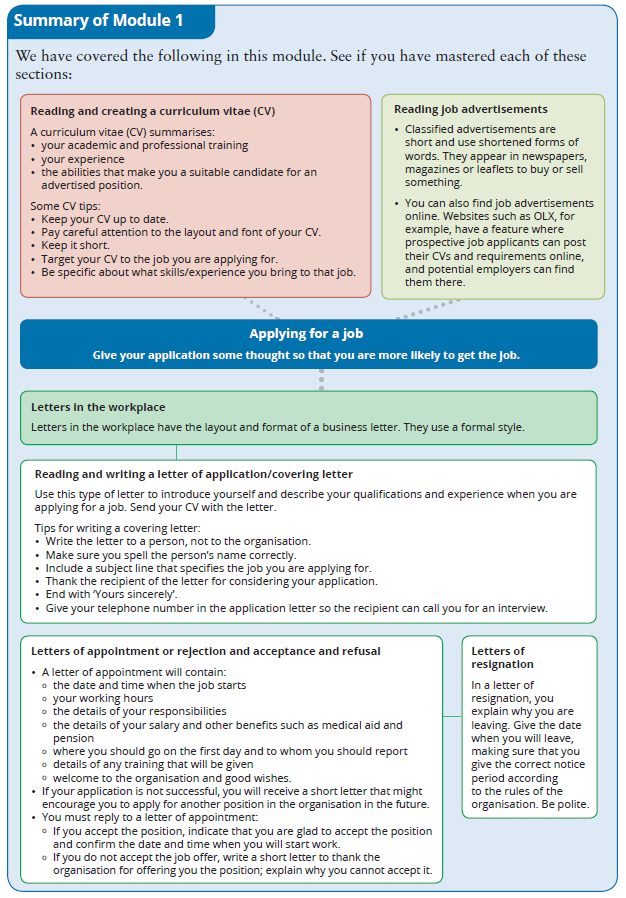 Summary of Module 1
We have covered the following in this module. See if you have mastered each of these
sections:
Reading and creating a curriculum vitae (CV)
A curriculum vitae (CV) summarises:
• your academic and professional training
• your experience
• the abilities that make you a suitable candidate for an
advertised position.
Some CV tips:
• Keep your CV up to date.
• Pay careful attention to the layout and font of your CV.
• Keep it short.
• Target your CV to the job you are applying for.
• Be specific about what skills/experience you bring to that job.
Reading job advertisements
• Classified advertisements are
short and use shortened forms of
words. They appear in newspapers,
magazines or leaflets to buy or sell
something.
• You can also find job advertisements
online. Websites such as OLX, for
example, have a feature where
prospective job applicants can post
their CVs and requirements online,
and potential employers can find
them there.
Applying for a job
Give your application some thought so that you are more likely to get the job.
Letters in the workplace
Letters in the workplace have the layout and format of a business letter. They use a formal style.
Reading and writing a letter of application/covering letter
Use this type of letter to introduce yourself and describe your qualifications and experience when you are
applying for a job. Send your CV with the letter.
Tips for writing a covering letter:
• Write the letter to a person, not to the organisation.
• Make sure you spell the person’s name correctly.
• Include a subject line that specifies the job you are applying for.
• Thank the recipient of the letter for considering your application.
• End with ‘Yours sincerely’.
• Give your telephone number in the application letter so the recipient can call you for an interview.
Letters of appointment or rejection and acceptance and refusal
• A letter of appointment will contain:
○ the date and time when the job starts
○ your working hours
○ the details of your responsibilities
○ the details of your salary and other benefits such as medical aid and
pension
○ where you should go on the first day and to whom you should report
○ details of any training that will be given
○ welcome to the organisation and good wishes.
• If your application is not successful, you will receive a short letter that might
encourage you to apply for another position in the organisation in the future.
• You must reply to a letter of appointment:
○ If you accept the position, indicate that you are glad to accept the position
and confirm the date and time when you will start work.
○ If you do not accept the job offer, write a short letter to thank the
organisation for offering you the position; explain why you cannot accept it.
Letters of
resignation
In a letter of
resignation, you
explain why you are
leaving. Give the date
when you will leave,
making sure that you
give the correct notice
period according
to the rules of the
organisation. Be polite.